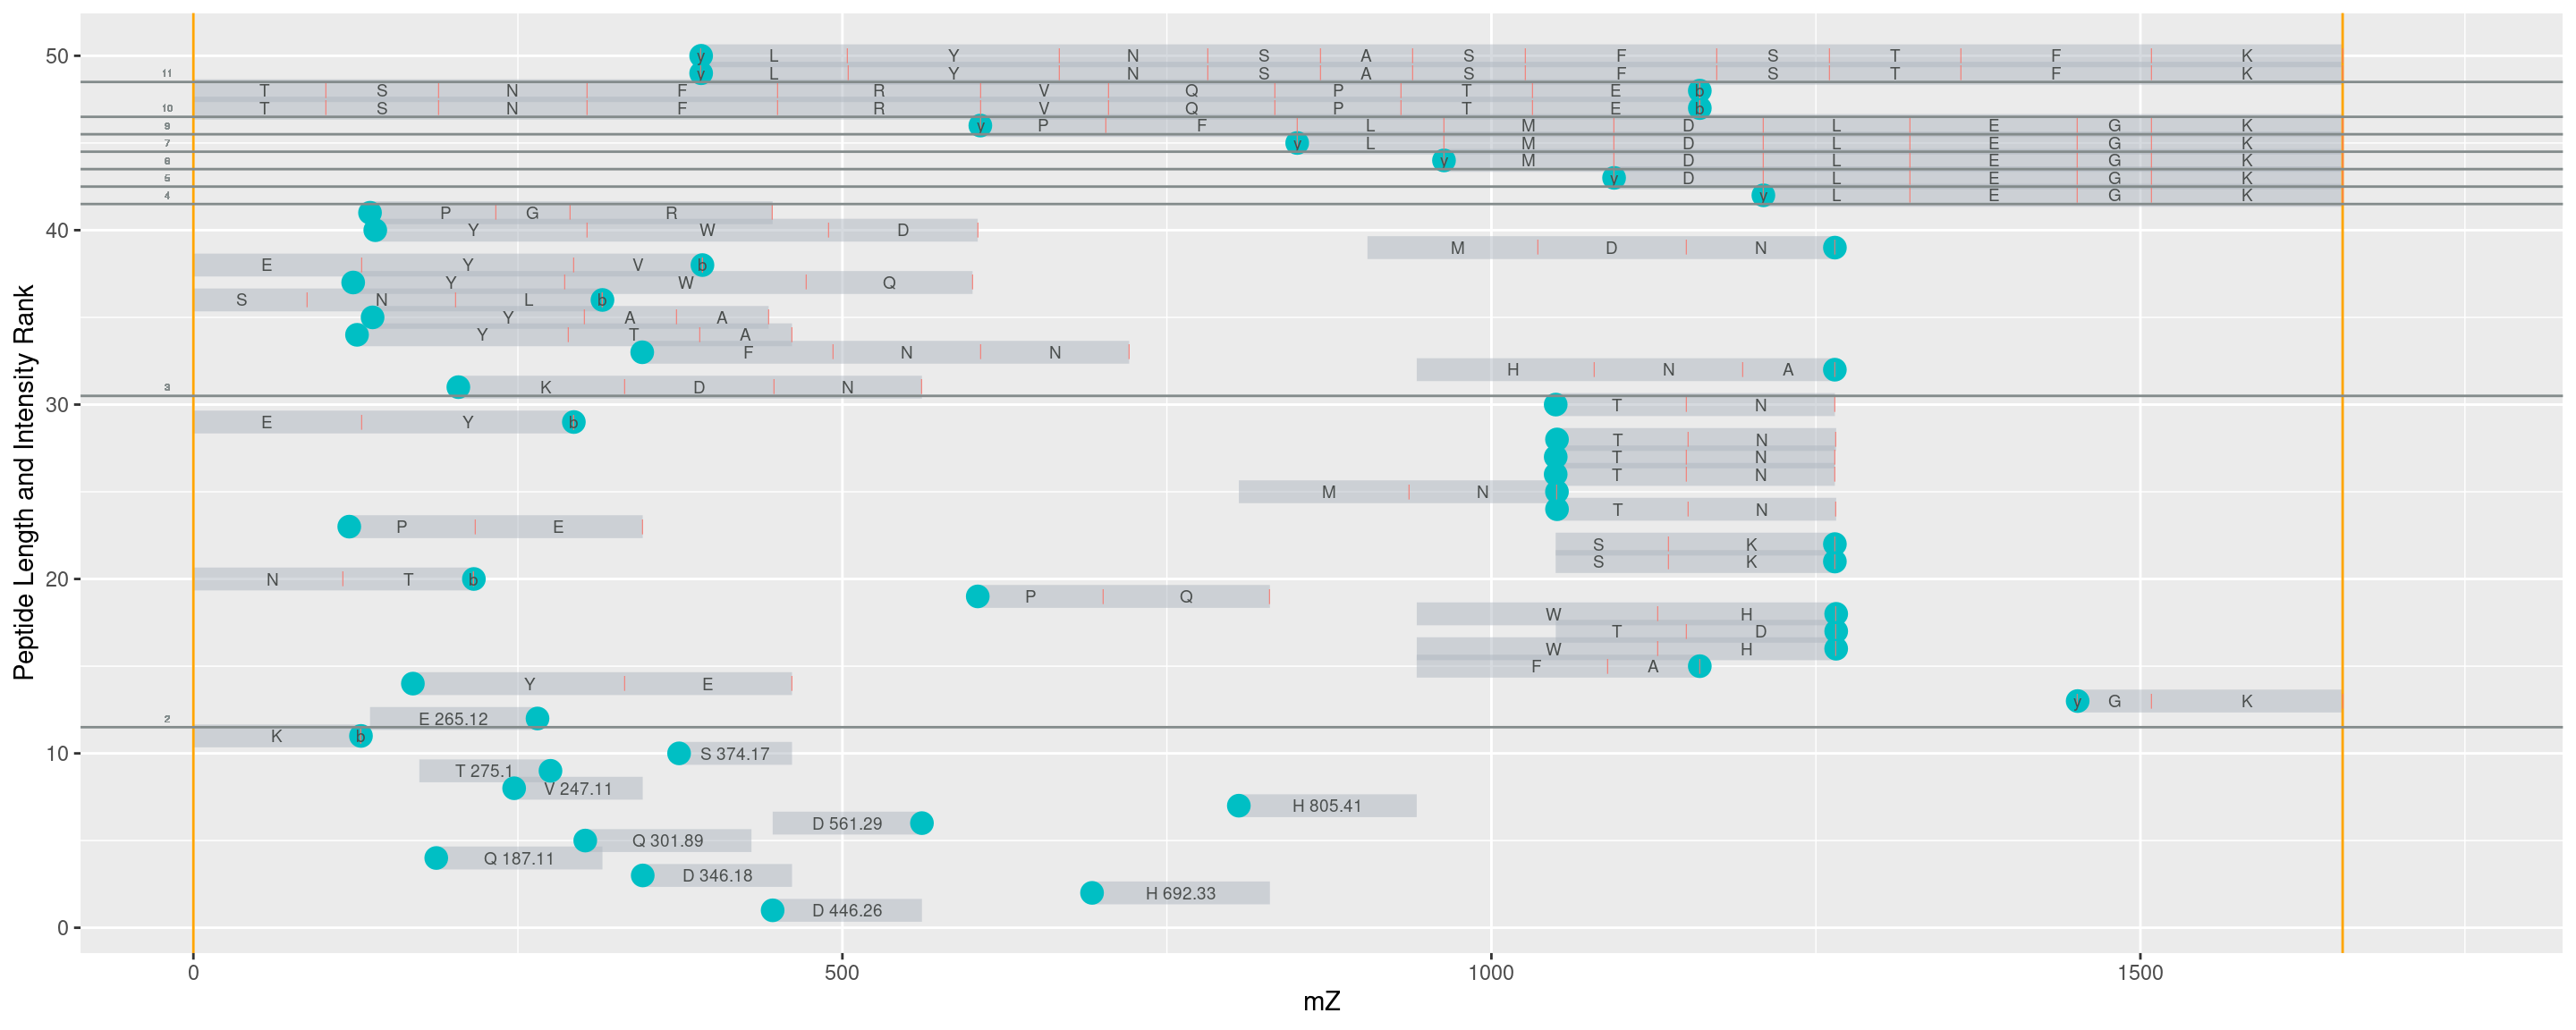 50 y L Y N S A S F S T F K
11 y L Y N S A S F S T F K
T S N F R V Q P T E b
10 T S N F R V Q P T E b
9 y P F L M D L E G K
7 y L M D L E G K
6 y M D L E G K
5 y D L E G K
4 y L E G K
P G R
40 Y W D
M D N
E Y V b
Y W Q
S N L b
Y A A
Y T A
F N N
H N A
3 K D N
30 T N
E Y b
T N
T N
T N
M N
T N
P E
S K
S K
20 N T b
P Q
W H
T D
W H
F A
Y E
y G K
2 E 265.12
K b
10 S 374.17
T 275.1
V 247.11
H 805.41
D 561.29
Q 301.89
Q 187.11
D 346.18
H 692.33
D 446.26
0
0 500 1000 1500
mZ
Peptide Length and Intensity Rank